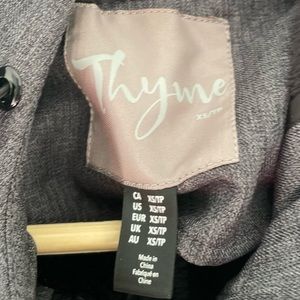 Thyme
XS/TP
CA XS/TP
US XS/TP
EUR XS/TP
UK XS/TP
AU XS/TP
Made in
China
Fabriqué en
Chine